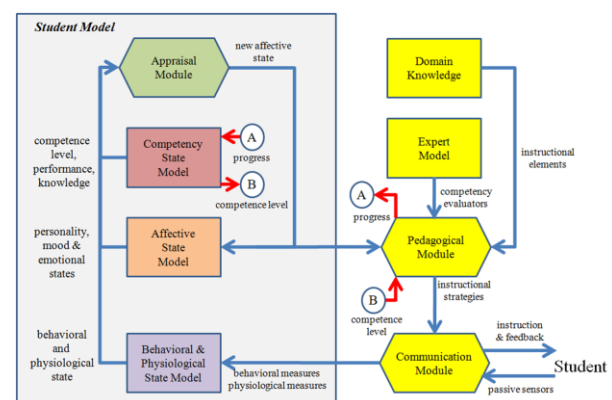 Student Model
Appraisal
Module
new affective
state
Domain
Knowledge
competence
level,
performance,
knowledge
Competency
State
Model
A
progress
B
competence level
Expert
Model
instructional
elements
A
progress
competency
evaluators
personality,
mood &
emotional
states
Affective
State
Model
Pedagogical
Module
B
competence
level
instructional
strategies
behavioral
and
physiological
state
Behavioral &
Physiological
State Model
behavioral measures
physiological measures
Communication
Module
instruction
& feedback
Student
passive sensors